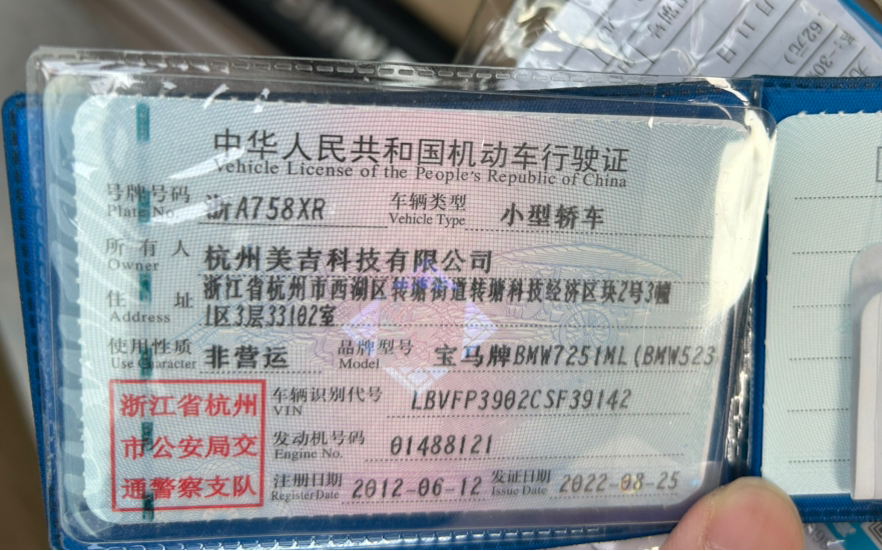 中华人民共和国机动车行驶证
Vehicle License of the People's Republic of China
号牌号码 浙A758XR 车辆类型 小型轿车
Plate No. Vehicle Type
所有人 杭州美吉科技有限公司
Owner
住址 浙江省杭州市西湖区转塘街道转塘科技经济区块2号3幢
Address 1区3层33102室
使用性质 非营运 品牌型号 宝马牌BMW7251ML(BMW523
Use Character Model
浙江省杭州 车辆识别代号 LBVFP3902CSF39142
VIN
市公安局交 发动机号码 01488121
Engine No.
通警察支队 注册日期 2012-06-12 发证日期 2022-08-25
Register Date Issue Date
月11日
62元)